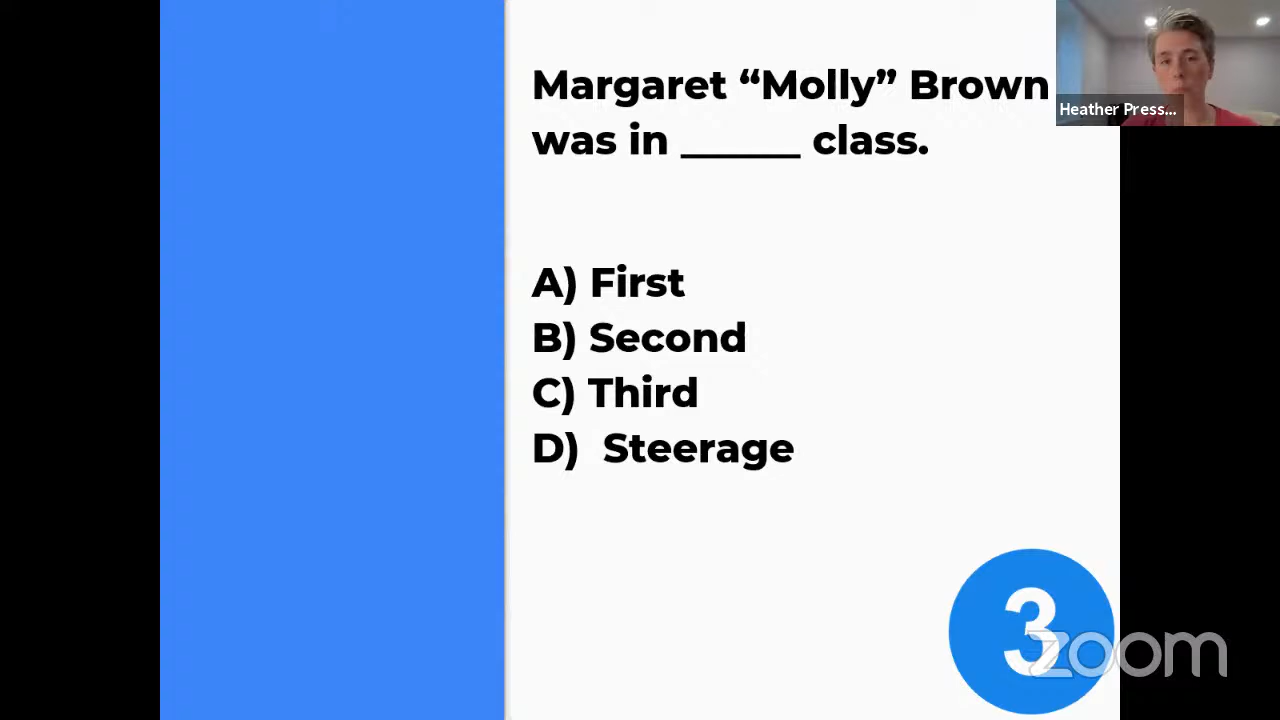 Margaret “Molly” Brown
was in ______ class.
A) First
B) Second
C) Third
D) Steerage
Heather Press...
3
zoom